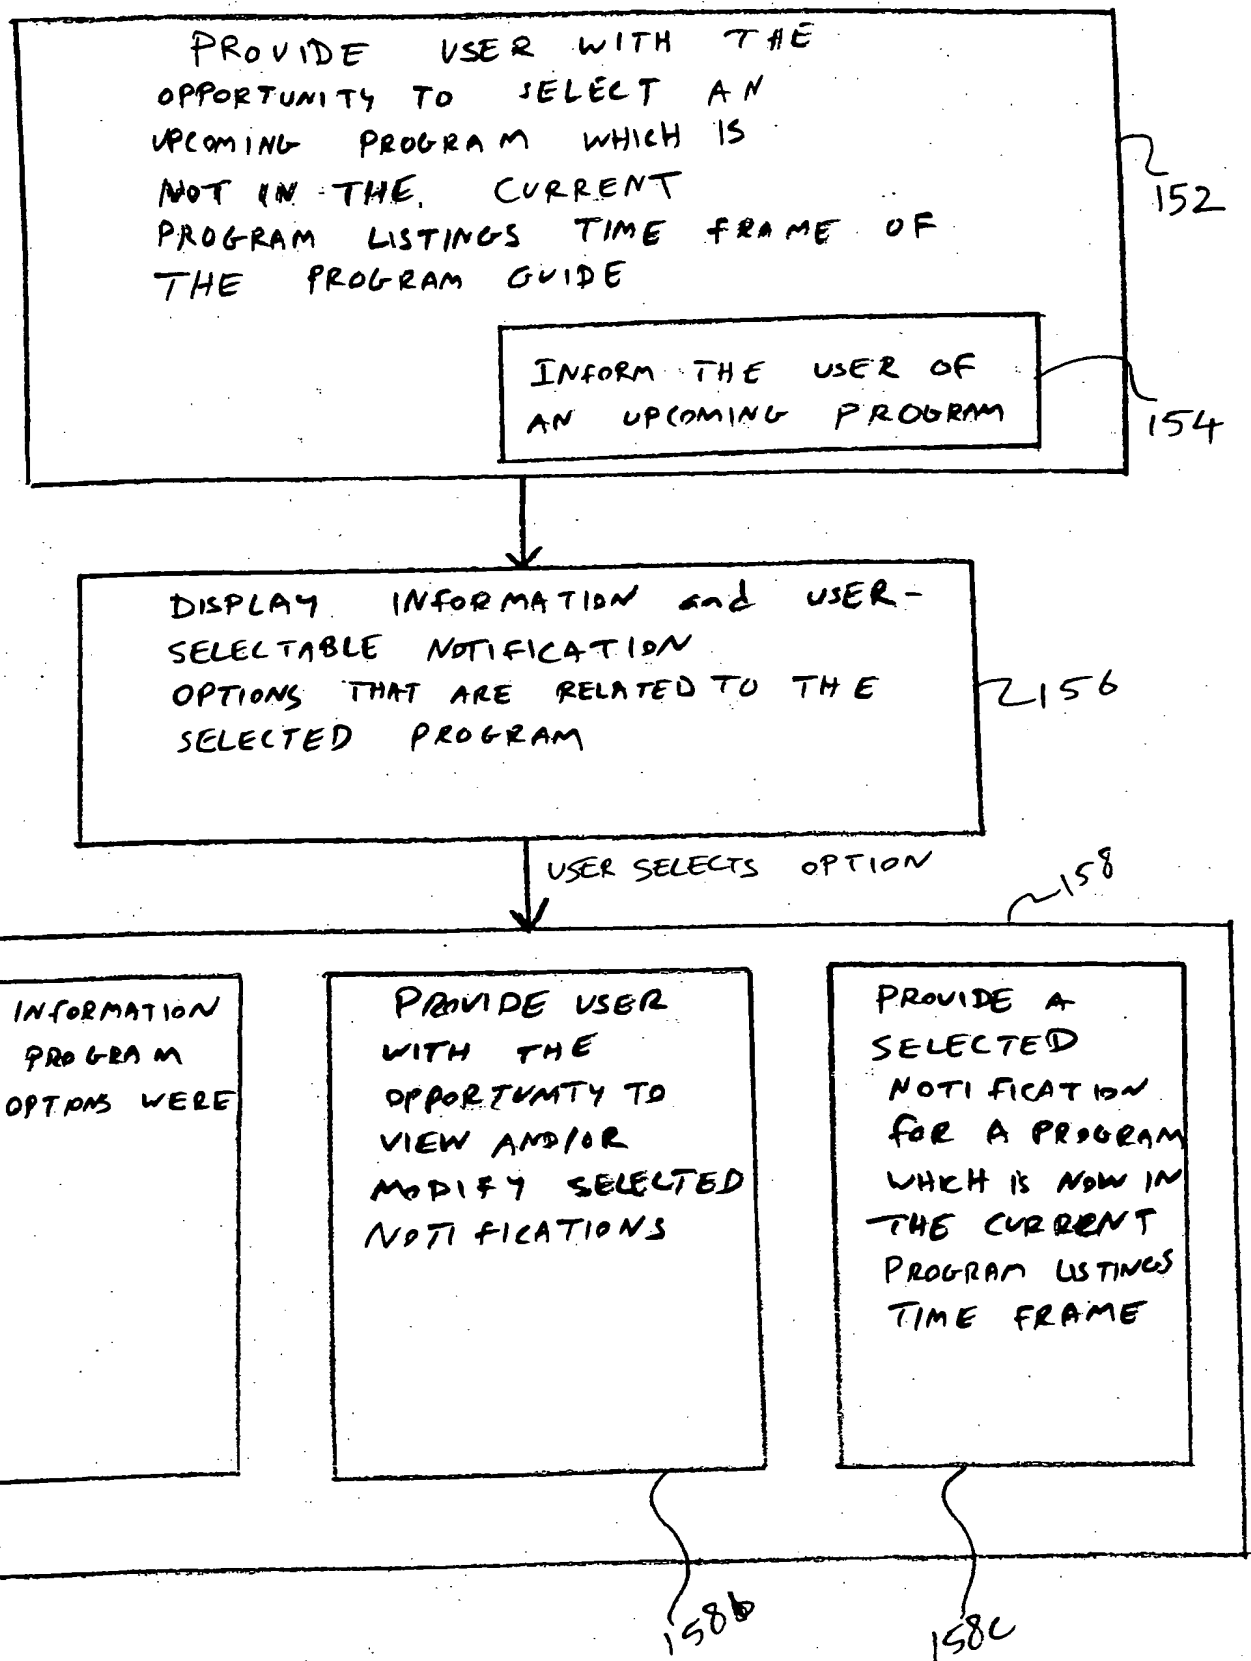 PROVIDE USER WITH THE
OPPORTUNITY TO SELECT AN
UPCOMING PROGRAM WHICH IS
NOT IN THE CURRENT
PROGRAM LISTINGS TIME FRAME OF
THE PROGRAM GUIDE
152
INFORM THE USER OF
AN UPCOMING PROGRAM
154
DISPLAY INFORMATION and USER-
SELECTABLE NOTIFICATION
OPTIONS THAT ARE RELATED TO THE
SELECTED PROGRAM
156
USER SELECTS OPTION
158
INFORMATION
PROGRAM
OPTIONS WERE
PROVIDE USER
WITH THE
OPPORTUNITY TO
VIEW AND/OR
MODIFY SELECTED
NOTIFICATIONS
158b
PROVIDE A
SELECTED
NOTIFICATION
FOR A PROGRAM
WHICH IS NOW IN
THE CURRENT
PROGRAM LISTINGS
TIME FRAME
158c